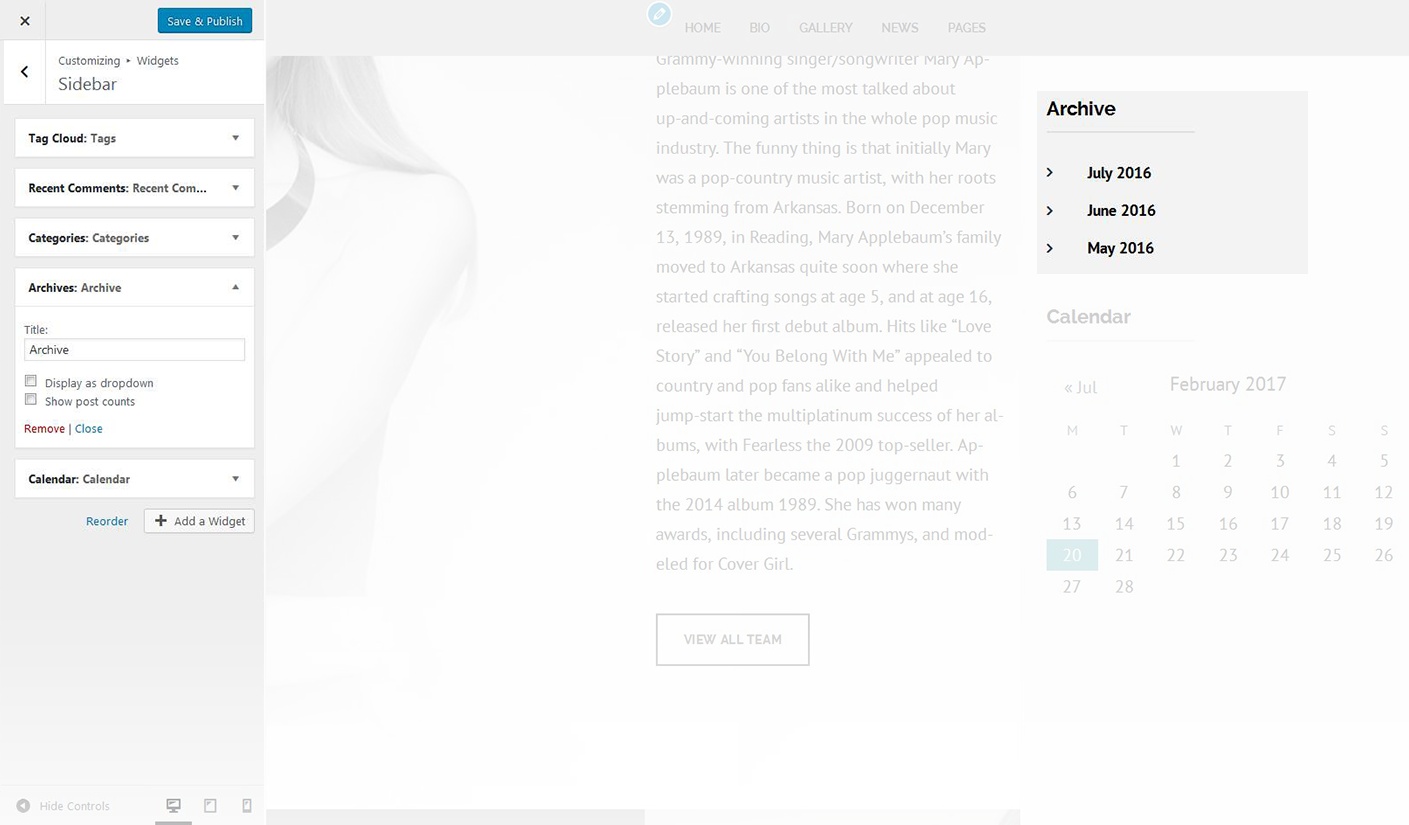 Save & Publish
Customizing ▸ Widgets
Sidebar
Tag Cloud: Tags
Recent Comments: Recent Com...
Categories: Categories
Archives: Archive
Title:
Archive
Display as dropdown
Show post counts
Remove | Close
Calendar: Calendar
Reorder
Add a Widget
Hide Controls
HOME BIO GALLERY NEWS PAGES
Grammy-winning singer/songwriter Mary Ap-
plebaum is one of the most talked about
up-and-coming artists in the whole pop music
industry. The funny thing is that initially Mary
was a pop-country music artist, with her roots
stemming from Arkansas. Born on December
13, 1989, in Reading, Mary Applebaum’s family
moved to Arkansas quite soon where she
started crafting songs at age 5, and at age 16,
released her first debut album. Hits like “Love
Story” and “You Belong With Me” appealed to
country and pop fans alike and helped
jump-start the multiplatinum success of her al-
bums, with Fearless the 2009 top-seller. Ap-
plebaum later became a pop juggernaut with
the 2014 album 1989. She has won many
awards, including several Grammys, and mod-
eled for Cover Girl.
VIEW ALL TEAM
Archive
July 2016
June 2016
May 2016
Calendar
« Jul February 2017
M T W T F S S
1 2 3 4 5
6 7 8 9 10 11 12
13 14 15 16 17 18 19
20 21 22 23 24 25 26
27 28